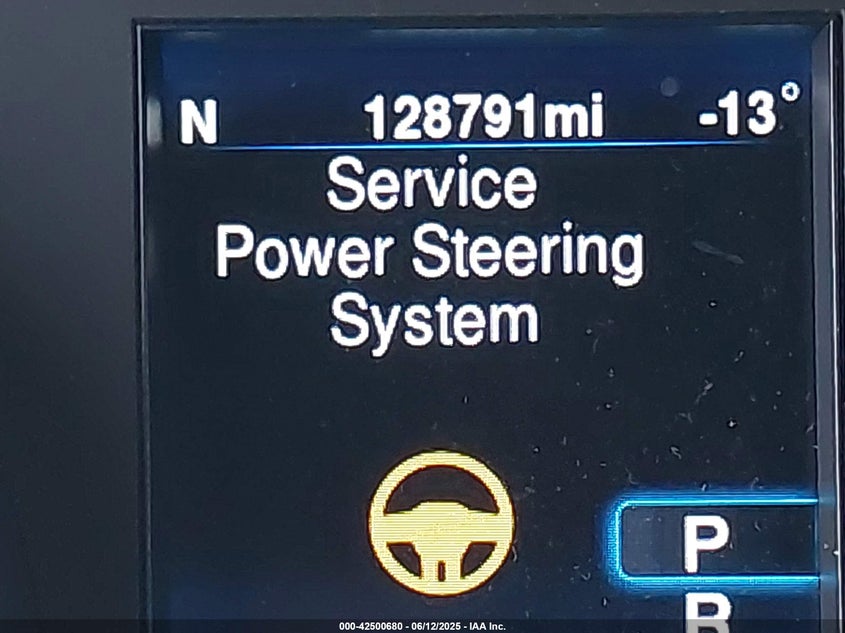 N 128791mi -13°
Service
Power Steering
System
P
R
000-42500680 - 06/12/2025 - IAA Inc.